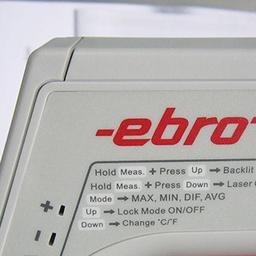 -ebro
Hold Meas. + Press Up → Backlit
Hold Meas. + Press Down → Laser
Mode → MAX, MIN, DIF, AVG
Up → Lock Mode ON/OFF
Down → Change °C/°F
+
-